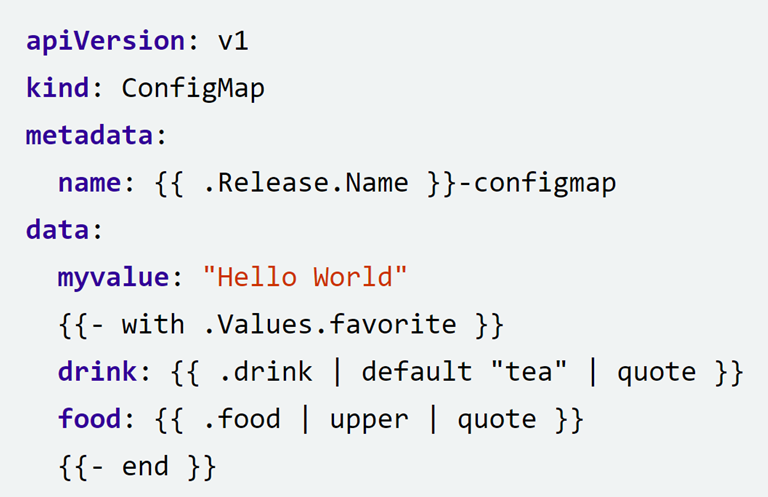 apiVersion: v1
kind: ConfigMap
metadata:
  name: {{ .Release.Name }}-configmap
data:
  myvalue: "Hello World"
  {{- with .Values.favorite }}
  drink: {{ .drink | default "tea" | quote }}
  food: {{ .food | upper | quote }}
  {{- end }}